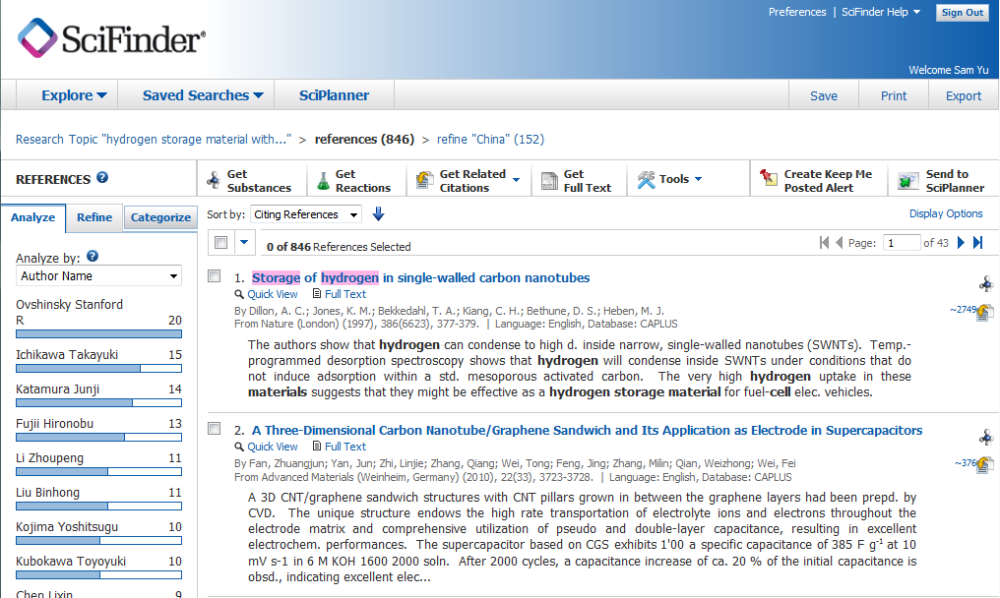 Preferences | SciFinder Help
Sign Out
SciFinder®
Welcome Sam Yu
Explore Saved Searches SciPlanner Save Print Export
Research Topic "hydrogen storage material with..." > references (846) > refine "China" (152)
REFERENCES ?
Get Substances
Get Reactions
Get Related Citations
Get Full Text
Tools
Create Keep Me Posted Alert
Send to SciPlanner
Analyze Refine Categorize
Sort by: Citing References
Display Options
0 of 846 References Selected
Page: 1 of 43
Analyze by: ?
Author Name
Ovshinsky Stanford
R 20
Ichikawa Takayuki 15
Katamura Junji 14
Fujii Hironobu 13
Li Zhoupeng 11
Liu Binhong 11
Kojima Yoshitsugu 10
Kubokawa Toyoyuki 10
Chen Lixin 9
1. Storage of hydrogen in single-walled carbon nanotubes
Quick View Full Text
~2749
By Dillon, A. C.; Jones, K. M.; Bekkedahl, T. A.; Kiang, C. H.; Bethune, D. S.; Heben, M. J.
From Nature (London) (1997), 386(6623), 377-379. | Language: English, Database: CAPLUS
The authors show that hydrogen can condense to high d. inside narrow, single-walled nanotubes (SWNTs). Temp.-
programmed desorption spectroscopy shows that hydrogen will condense inside SWNTs under conditions that do
not induce adsorption within a std. mesoporous activated carbon. The very high hydrogen uptake in these
materials suggests that they might be effective as a hydrogen storage material for fuel-cell elec. vehicles.
2. A Three-Dimensional Carbon Nanotube/Graphene Sandwich and Its Application as Electrode in Supercapacitors
Quick View Full Text
~376
By Fan, Zhuangjun; Yan, Jun; Zhi, Linjie; Zhang, Qiang; Wei, Tong; Feng, Jing; Zhang, Milin; Qian, Weizhong; Wei, Fei
From Advanced Materials (Weinheim, Germany) (2010), 22(33), 3723-3728. | Language: English, Database: CAPLUS
A 3D CNT/graphene sandwich structures with CNT pillars grown in between the graphene layers had been prepd. by
CVD. The unique structure endows the high rate transportation of electrolyte ions and electrons throughout the
electrode matrix and comprehensive utilization of pseudo and double-layer capacitance, resulting in excellent
electrochem. performances. The supercapacitor based on CGS exhibits 1'00 a specific capacitance of 385 F g-1 at 10
mV s-1 in 6 M KOH 1600 2000 soln. After 2000 cycles, a capacitance increase of ca. 20 % of the initial capacitance is
obsd., indicating excellent elec...